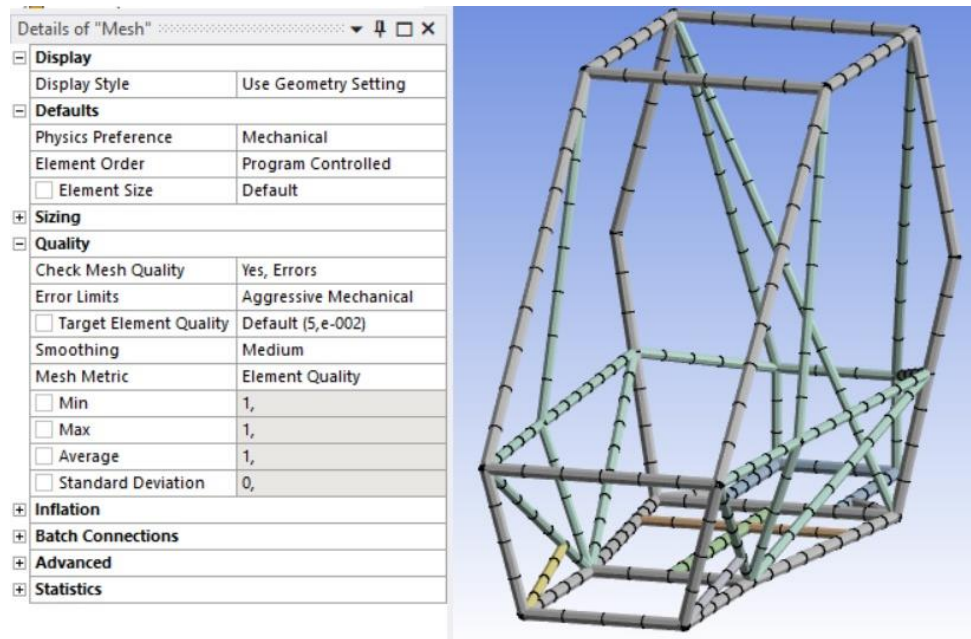 Details of "Mesh"
Display
Display Style Use Geometry Setting
Defaults
Physics Preference Mechanical
Element Order Program Controlled
Element Size Default
Sizing
Quality
Check Mesh Quality Yes, Errors
Error Limits Aggressive Mechanical
Target Element Quality Default (5,e-002)
Smoothing Medium
Mesh Metric Element Quality
Min 1,
Max 1,
Average 1,
Standard Deviation 0,
Inflation
Batch Connections
Advanced
Statistics